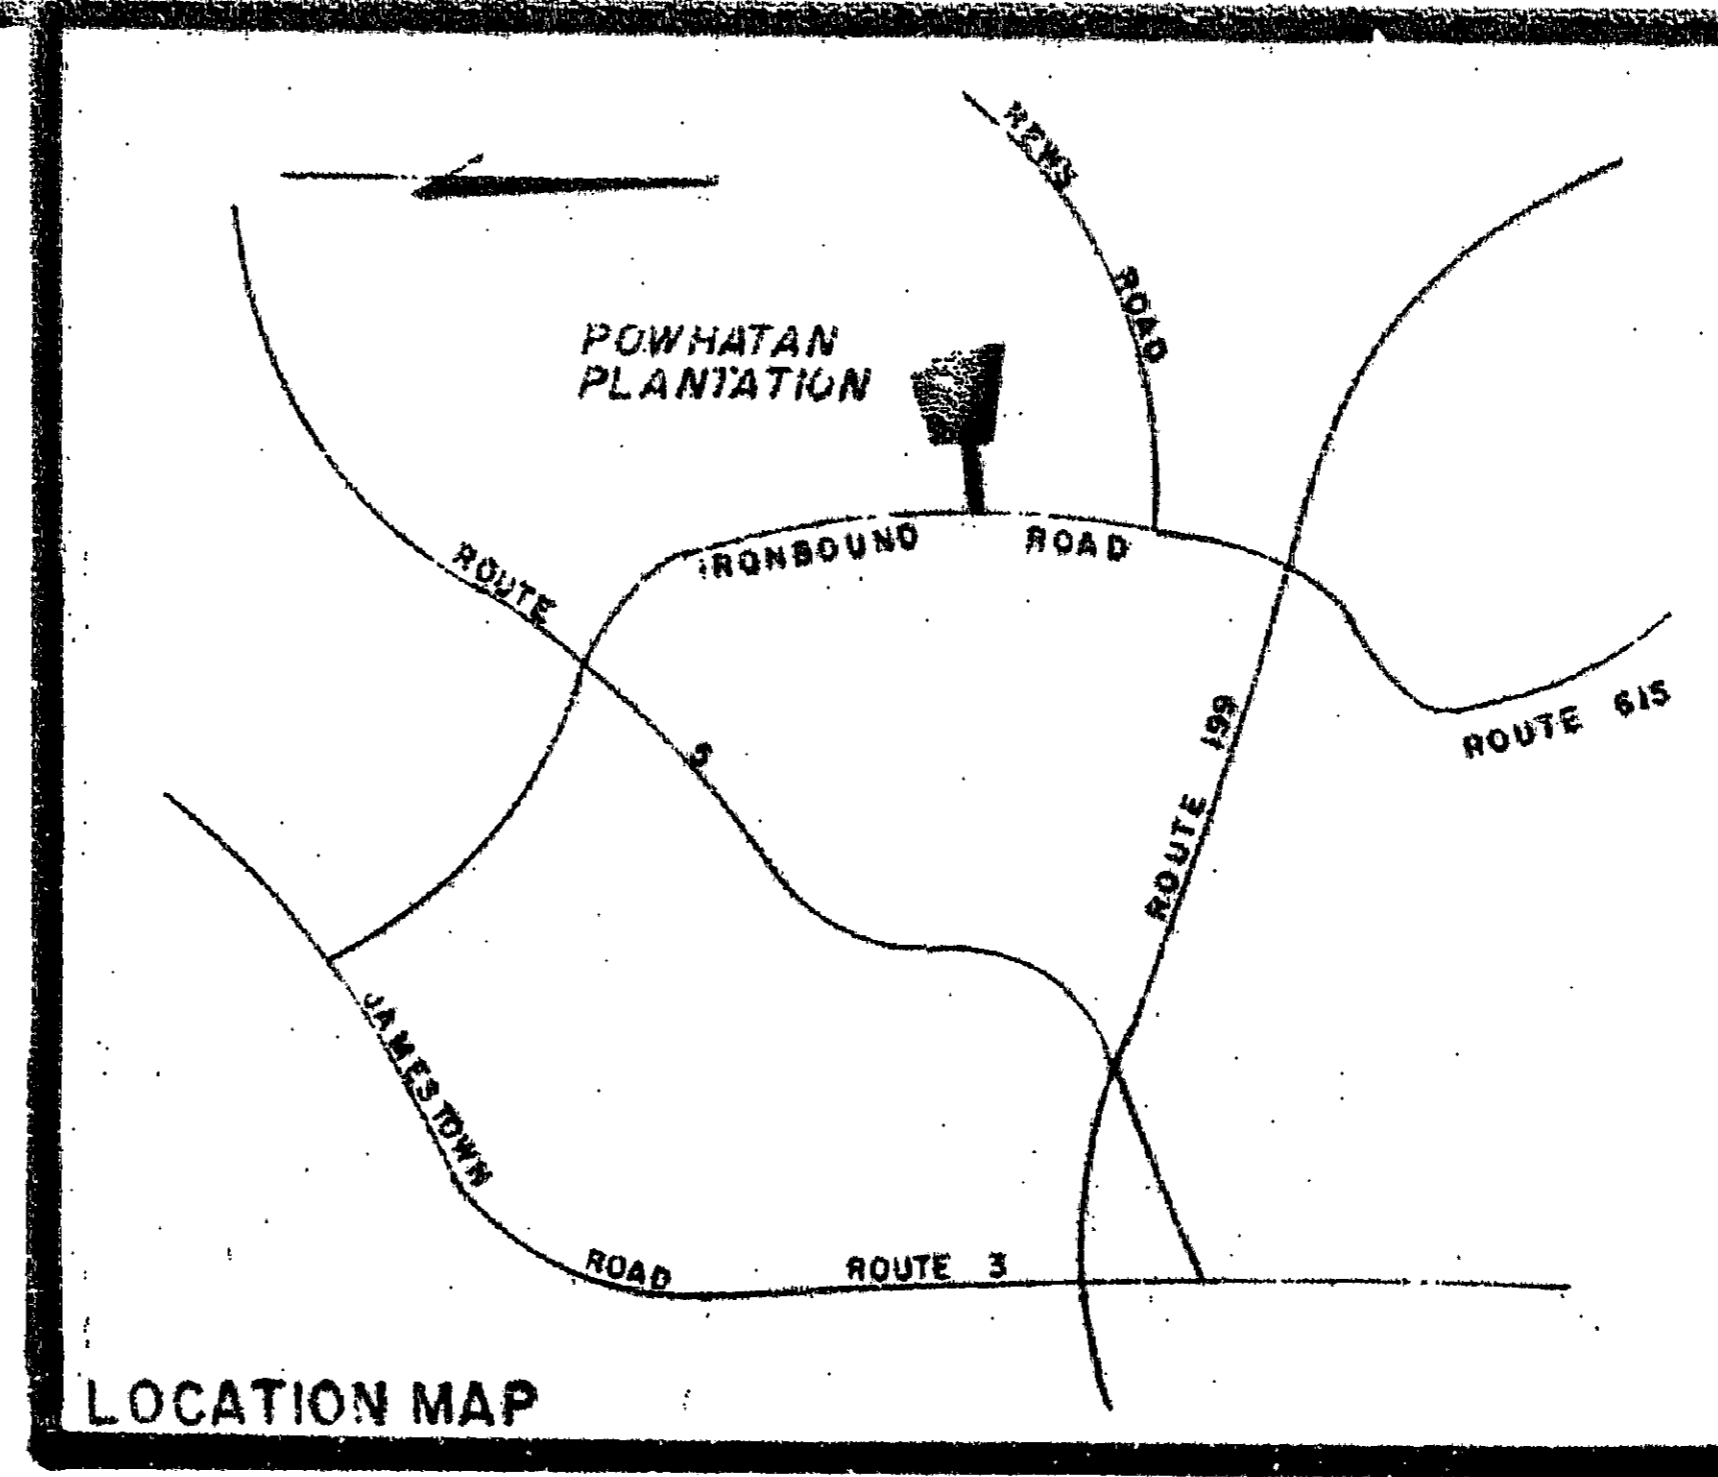 NEWS
ROAD
POWHATAN
PLANTATION
ROUTE
5
IRONBOUND
ROAD
ROUTE 199
ROUTE 615
JAMESTOWN
ROAD
ROUTE 3
LOCATION MAP